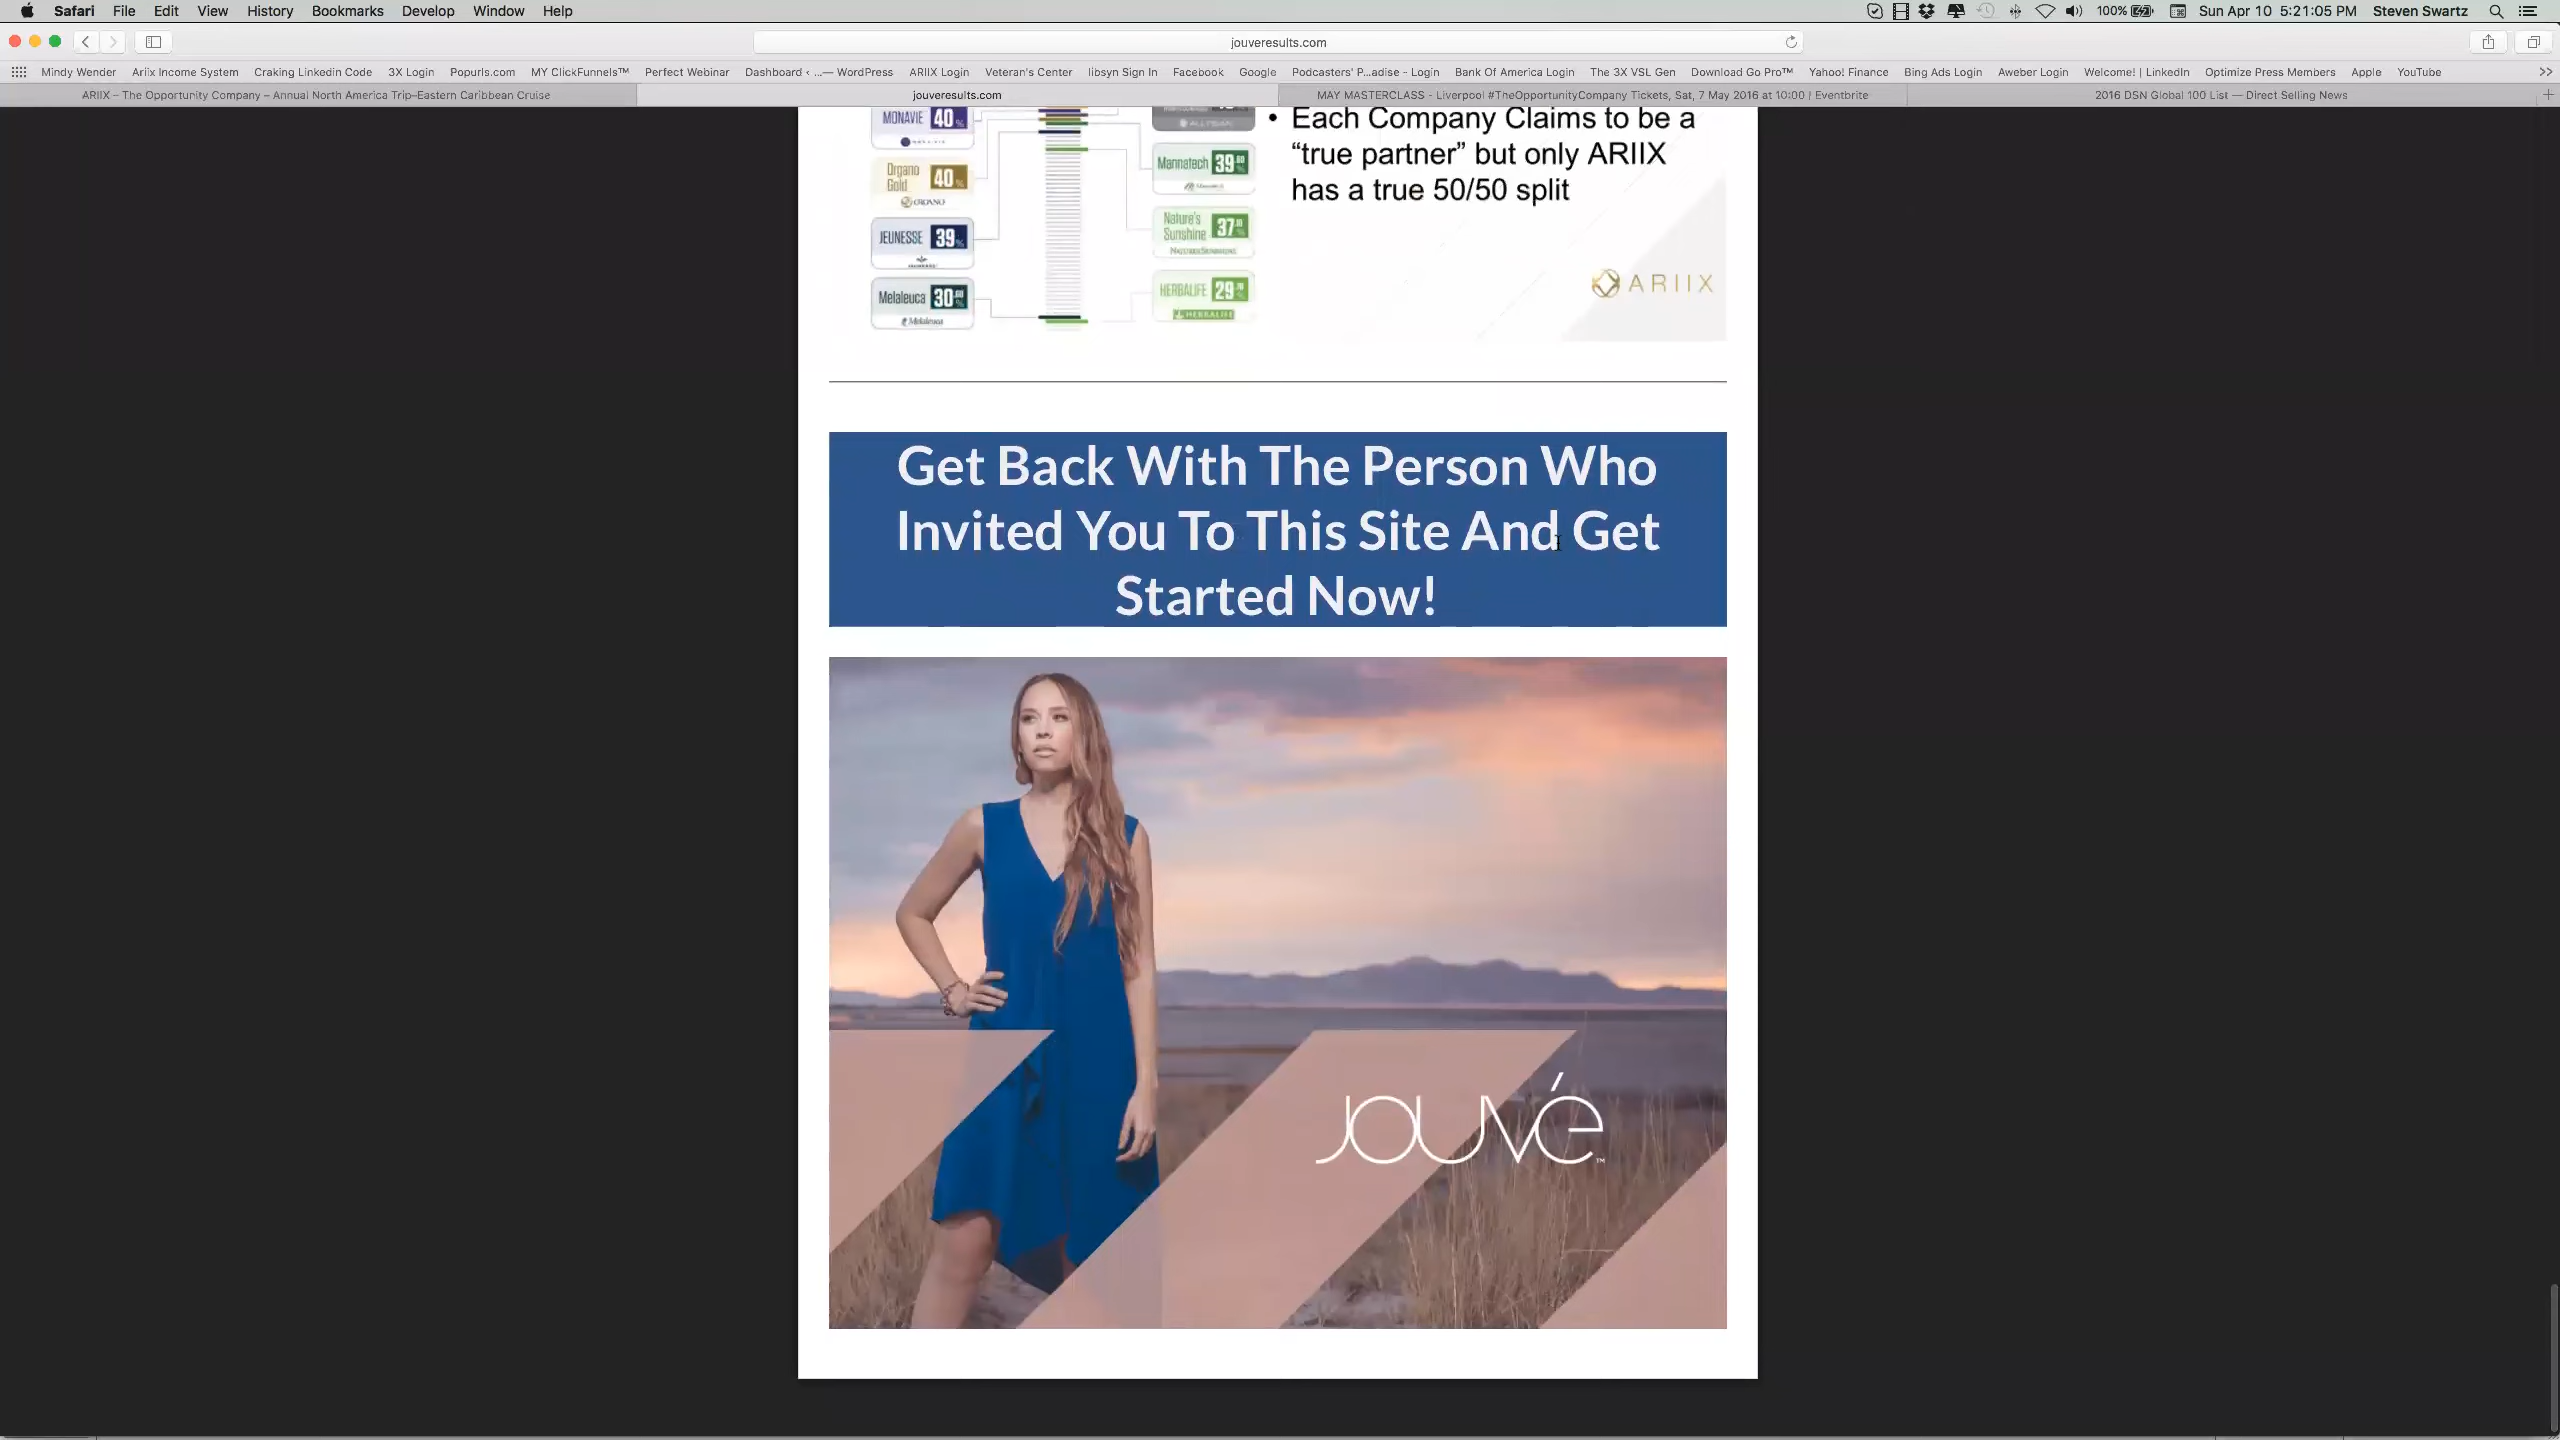 Safari File Edit View History Bookmarks Develop Window Help 100% Sun Apr 10 5:21:05 PM Steven Swartz
jouveresults.com
Mindy Wender Ariix Income System Craking Linkedin Code 3X Login Popurls.com MY ClickFunnels™ Perfect Webinar Dashboard ‹ ...— WordPress ARIIX Login Veteran's Center libsyn Sign In Facebook Google Podcasters' P...adise - Login Bank Of America Login The 3X VSL Gen Download Go Pro™ Yahoo! Finance Bing Ads Login Aweber Login Welcome! | LinkedIn Optimize Press Members Apple YouTube >>
ARIIX – The Opportunity Company – Annual North America Trip–Eastern Caribbean Cruise jouveresults.com MAY MASTERCLASS - Liverpool #TheOpportunityCompany Tickets, Sat, 7 May 2016 at 10:00 | Eventbrite 2016 DSN Global 100 List — Direct Selling News
MONAVIE 40%
Organo
Gold 40%
ORGANO
JEUNESSE 39%
Melaleuca 30.60%
Melaleuca
Mannatech 39.60%
Nature's
Sunshine 37%
HERBALIFE 29%
HERBALIFE
• Each Company Claims to be a
“true partner” but only ARIIX
has a true 50/50 split
ARIIX
Get Back With The Person Who
Invited You To This Site And Get
Started Now!
Jouvé™